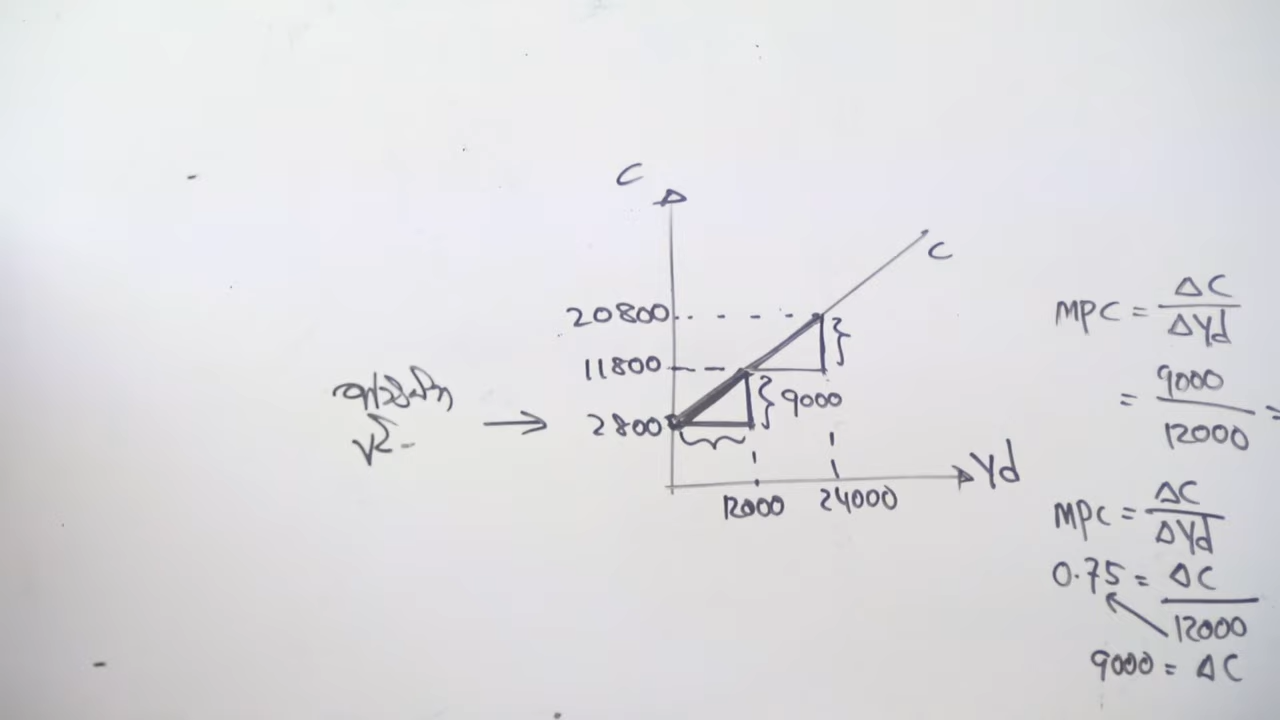 C
C
20800
11800
2800
9000
12000
24000
Yd
MPC = ΔC / ΔYd
= 9000 / 12000 =
MPC = ΔC / ΔYd
0.75 = ΔC / 12000
9000 = ΔC